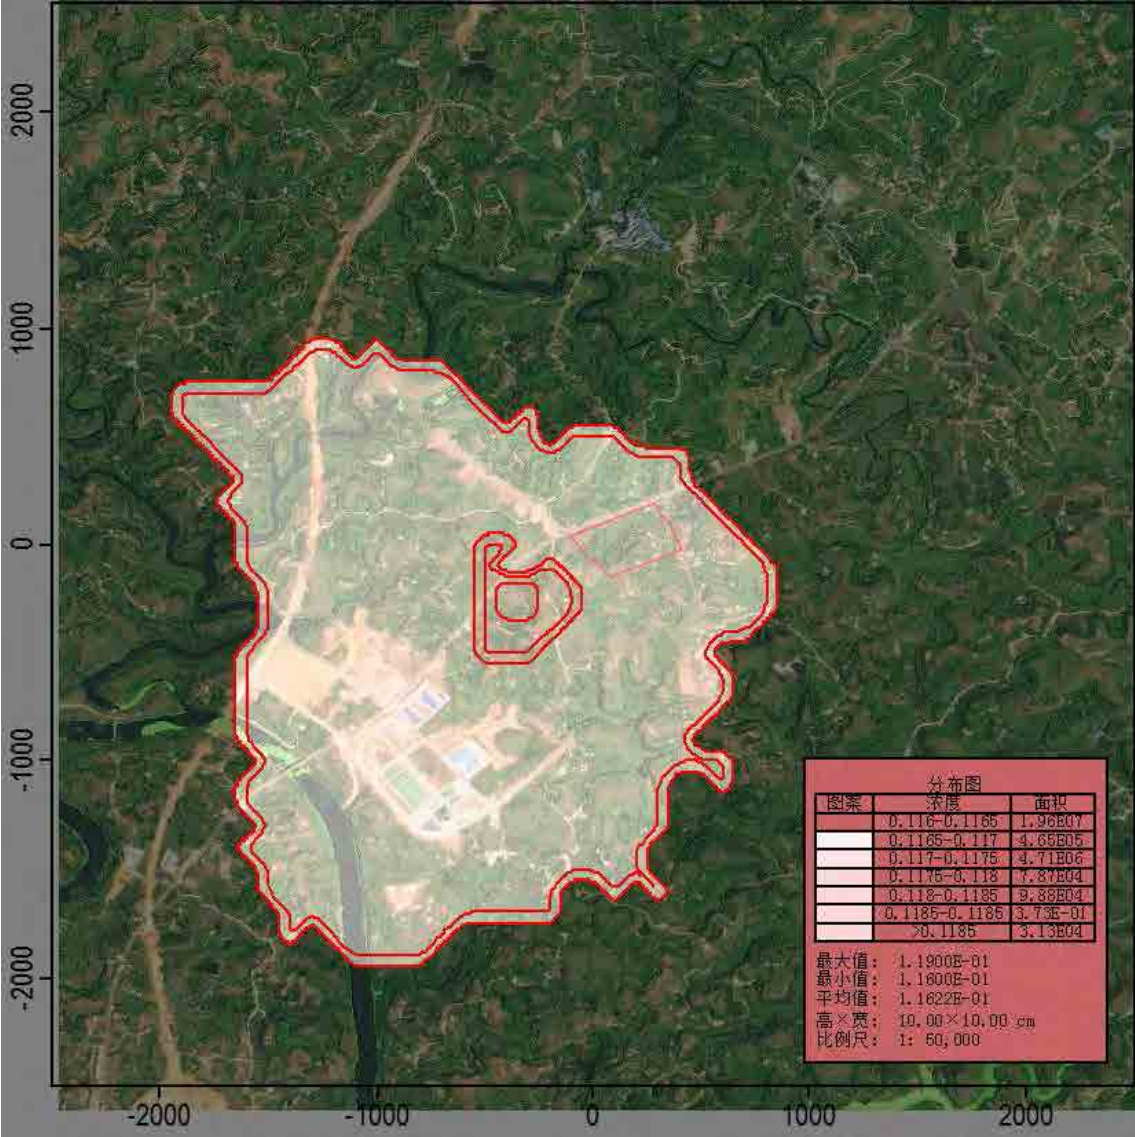 2000
1000
0
-1000
-2000
分布图
图案 浓度 面积
0.116-0.1165 1.96E07
0.1165-0.117 4.65E05
0.117-0.1175 4.71E06
0.1175-0.118 7.87E04
0.118-0.1185 9.88E04
0.1185-0.1185 3.73E-01
>0.1185 3.13E04
最大值: 1.1900E-01
最小值: 1.1600E-01
平均值: 1.1622E-01
高×宽: 10.00×10.00 cm
比例尺: 1: 50,000
-2000 -1000 0 1000 2000